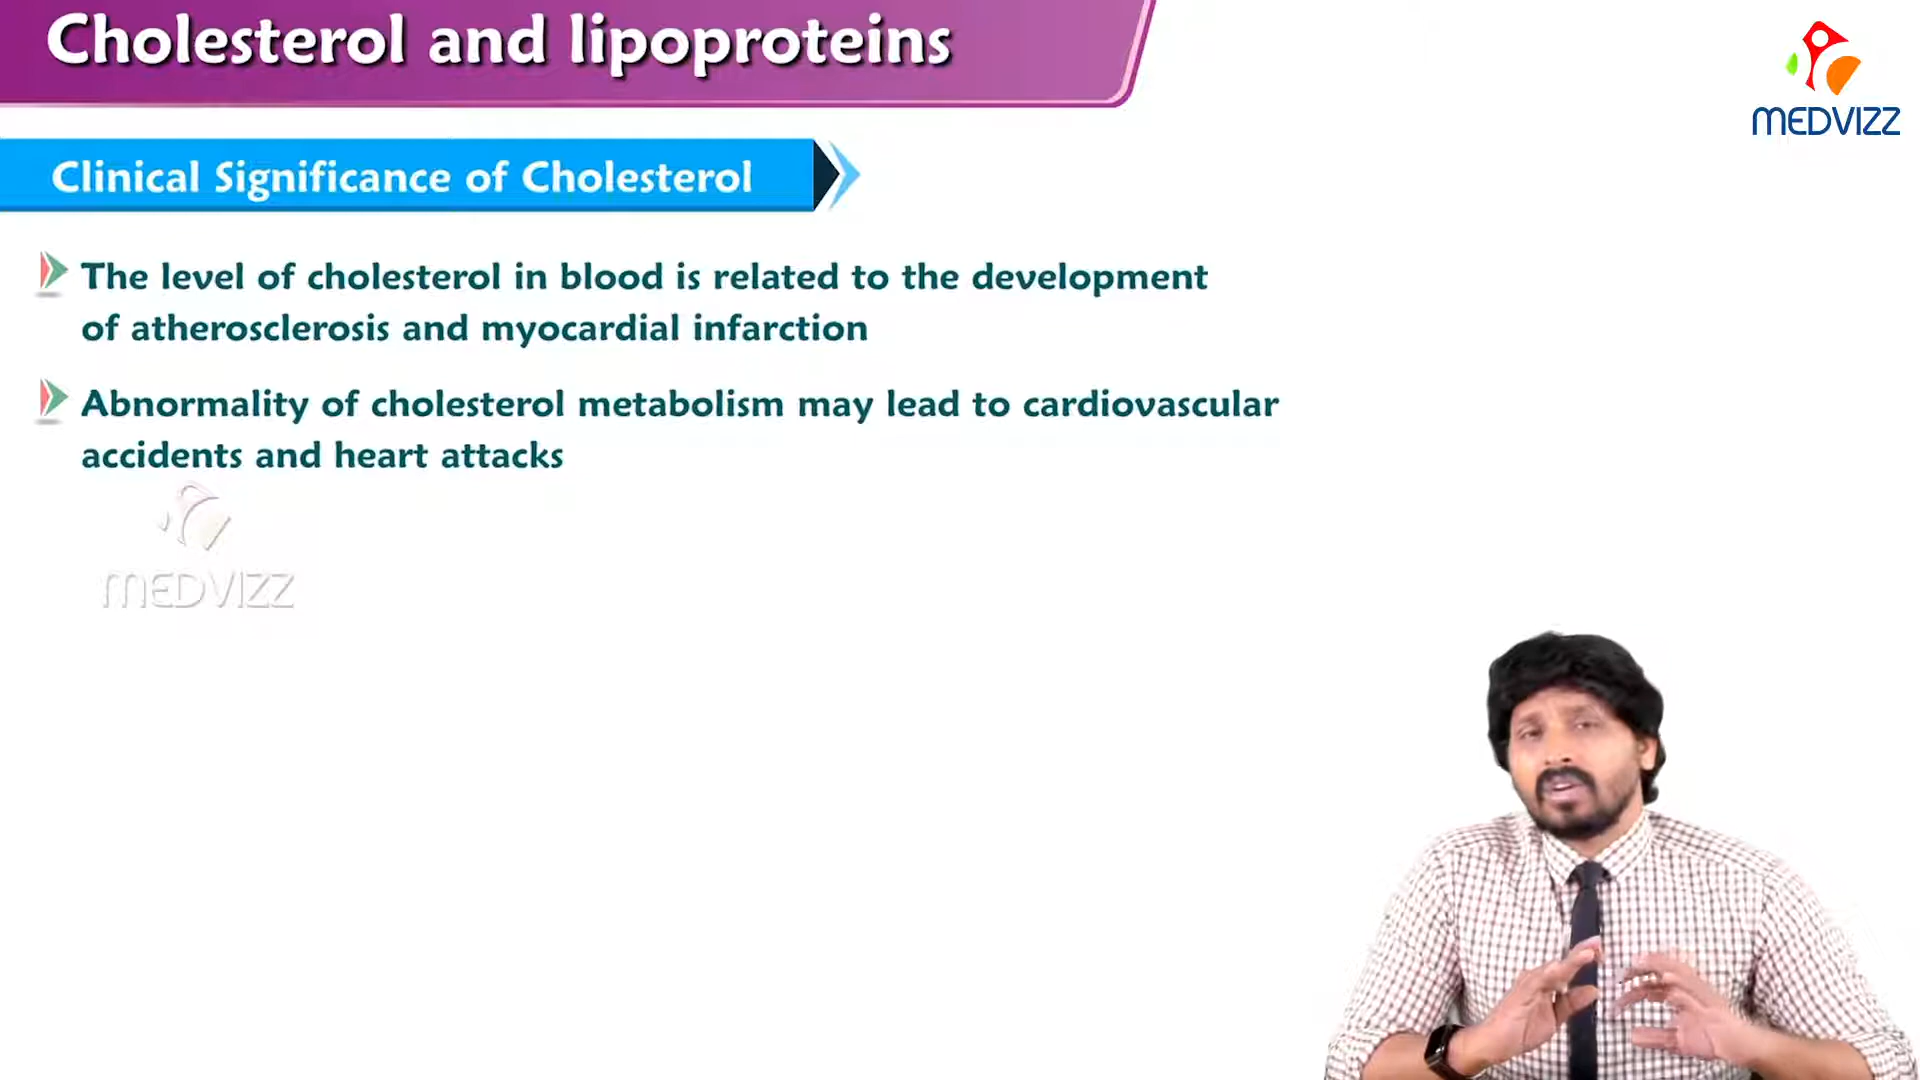 Cholesterol and lipoproteins
MEDVIZZ
Clinical Significance of Cholesterol
The level of cholesterol in blood is related to the development
of atherosclerosis and myocardial infarction
Abnormality of cholesterol metabolism may lead to cardiovascular
accidents and heart attacks
MEDVIZZ